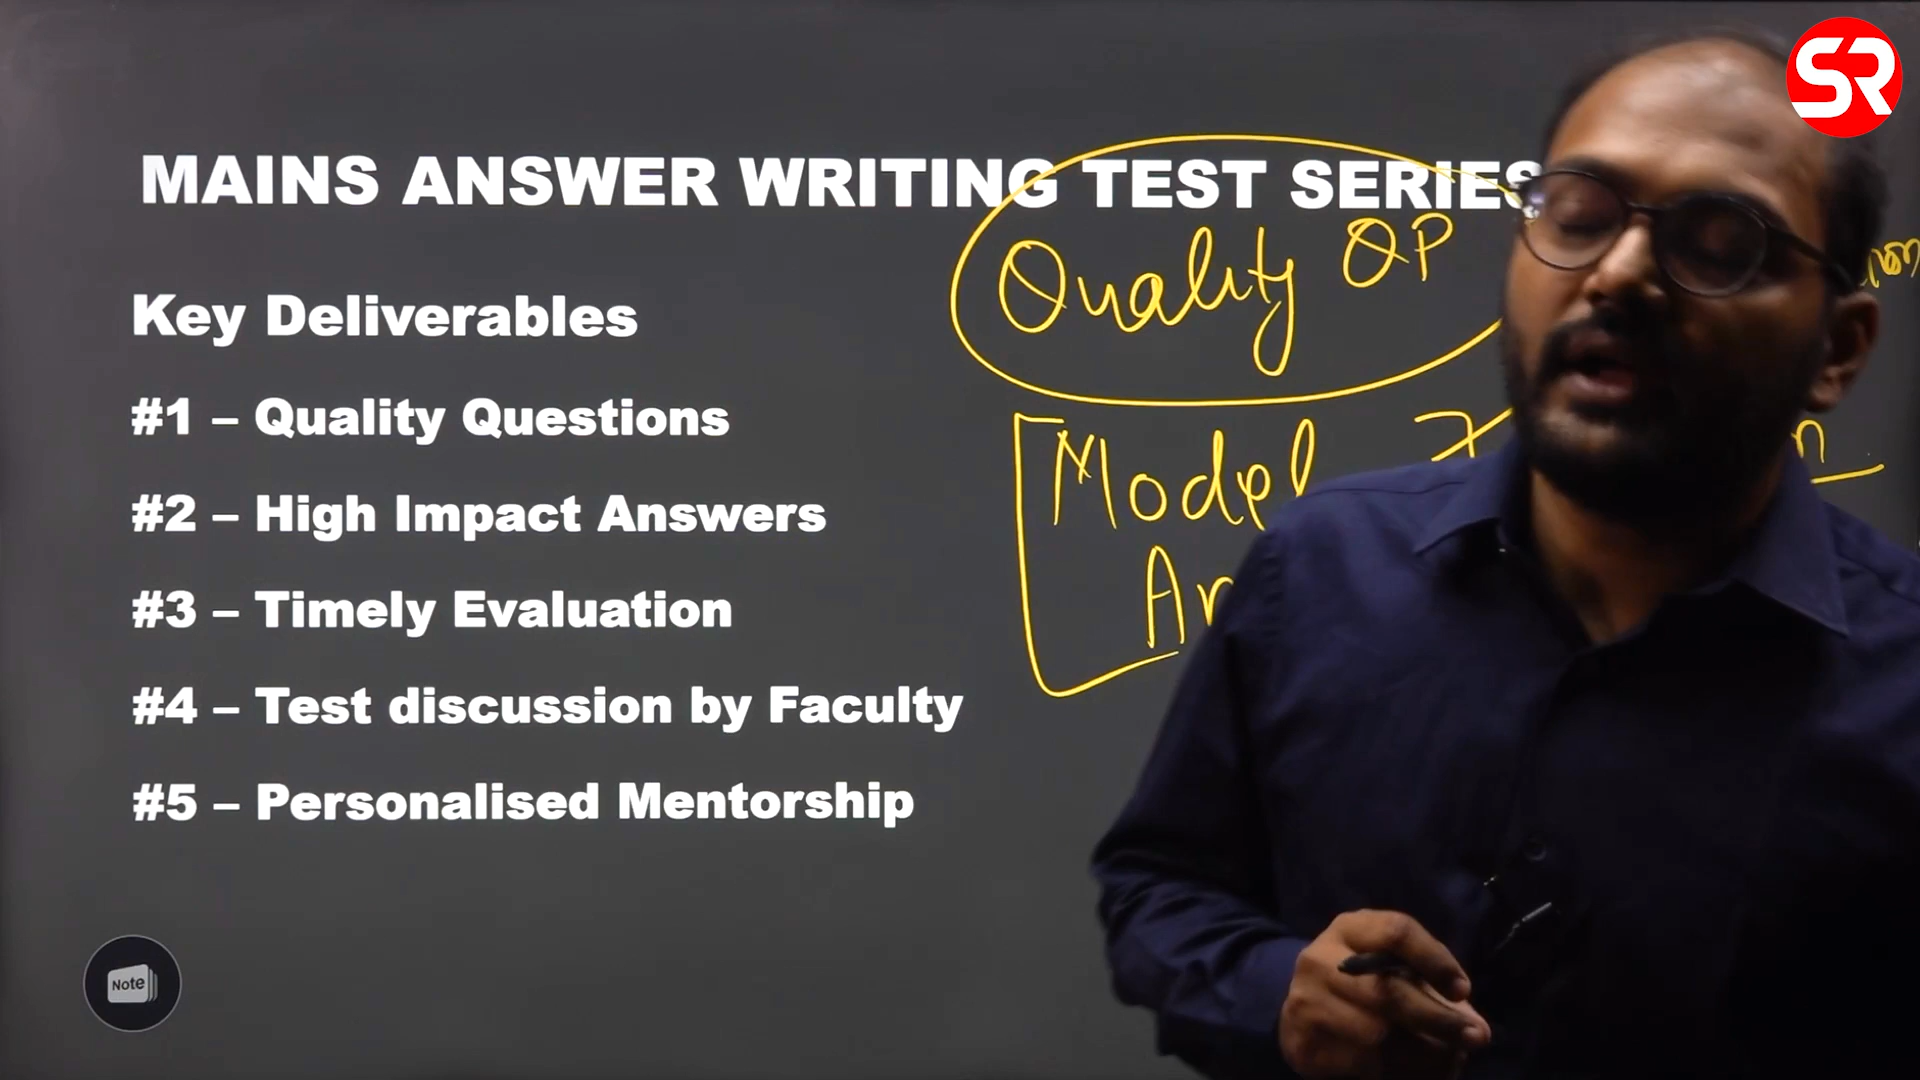 SR
MAINS ANSWER WRITING TEST SERIES
Quality QP
Key Deliverables
#1 – Quality Questions
Model
#2 – High Impact Answers
#3 – Timely Evaluation
#4 – Test discussion by Faculty
#5 – Personalised Mentorship
Note